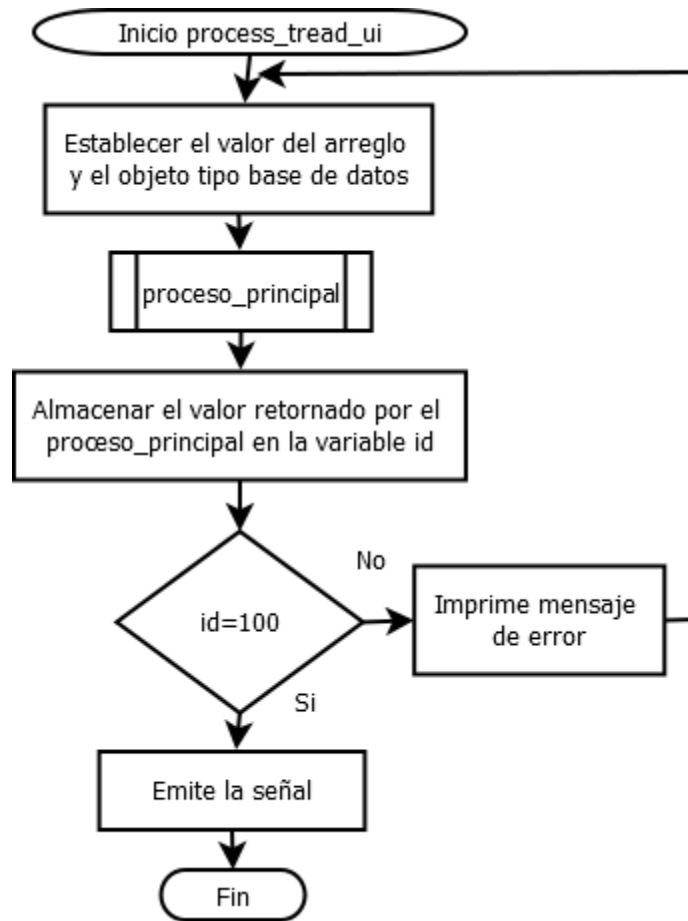 Inicio process_tread_ui
Establecer el valor del arreglo
y el objeto tipo base de datos
proceso_principal
Almacenar el valor retornado por el
proceso_principal en la variable id
id=100
No
Imprime mensaje
de error
Si
Emite la señal
Fin